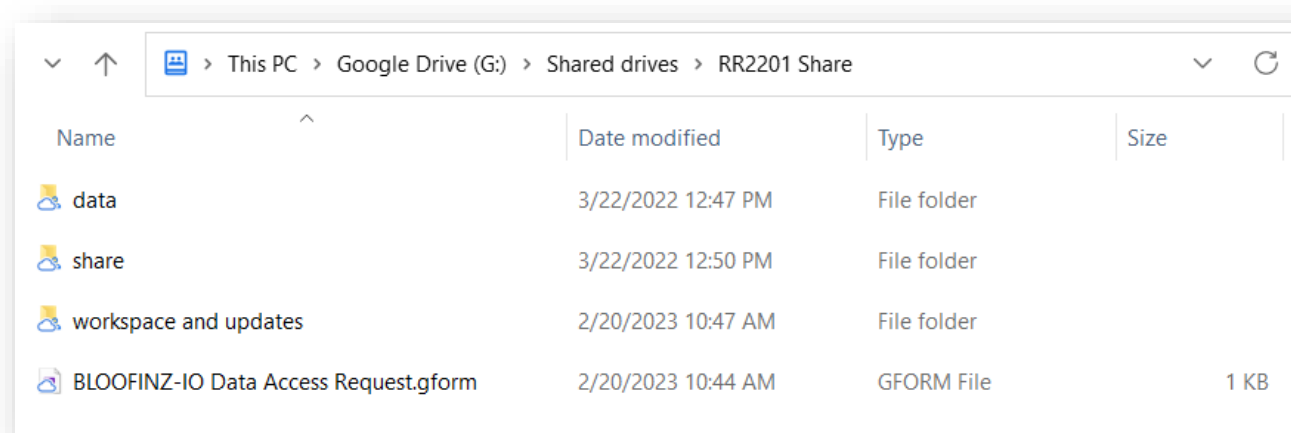 This PC > Google Drive (G:) > Shared drives > RR2201 Share
Name Date modified Type Size
data 3/22/2022 12:47 PM File folder
share 3/22/2022 12:50 PM File folder
workspace and updates 2/20/2023 10:47 AM File folder
BLOOFINZ-IO Data Access Request.gform 2/20/2023 10:44 AM GFORM File 1 KB